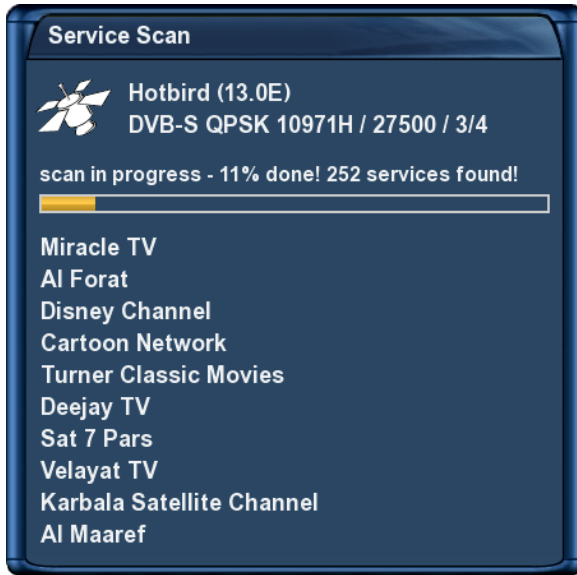 Service Scan
Hotbird (13.0E)
DVB-S QPSK 10971H / 27500 / 3/4
scan in progress - 11% done! 252 services found!
Miracle TV
Al Forat
Disney Channel
Cartoon Network
Turner Classic Movies
Deejay TV
Sat 7 Pars
Velayat TV
Karbala Satellite Channel
Al Maaref